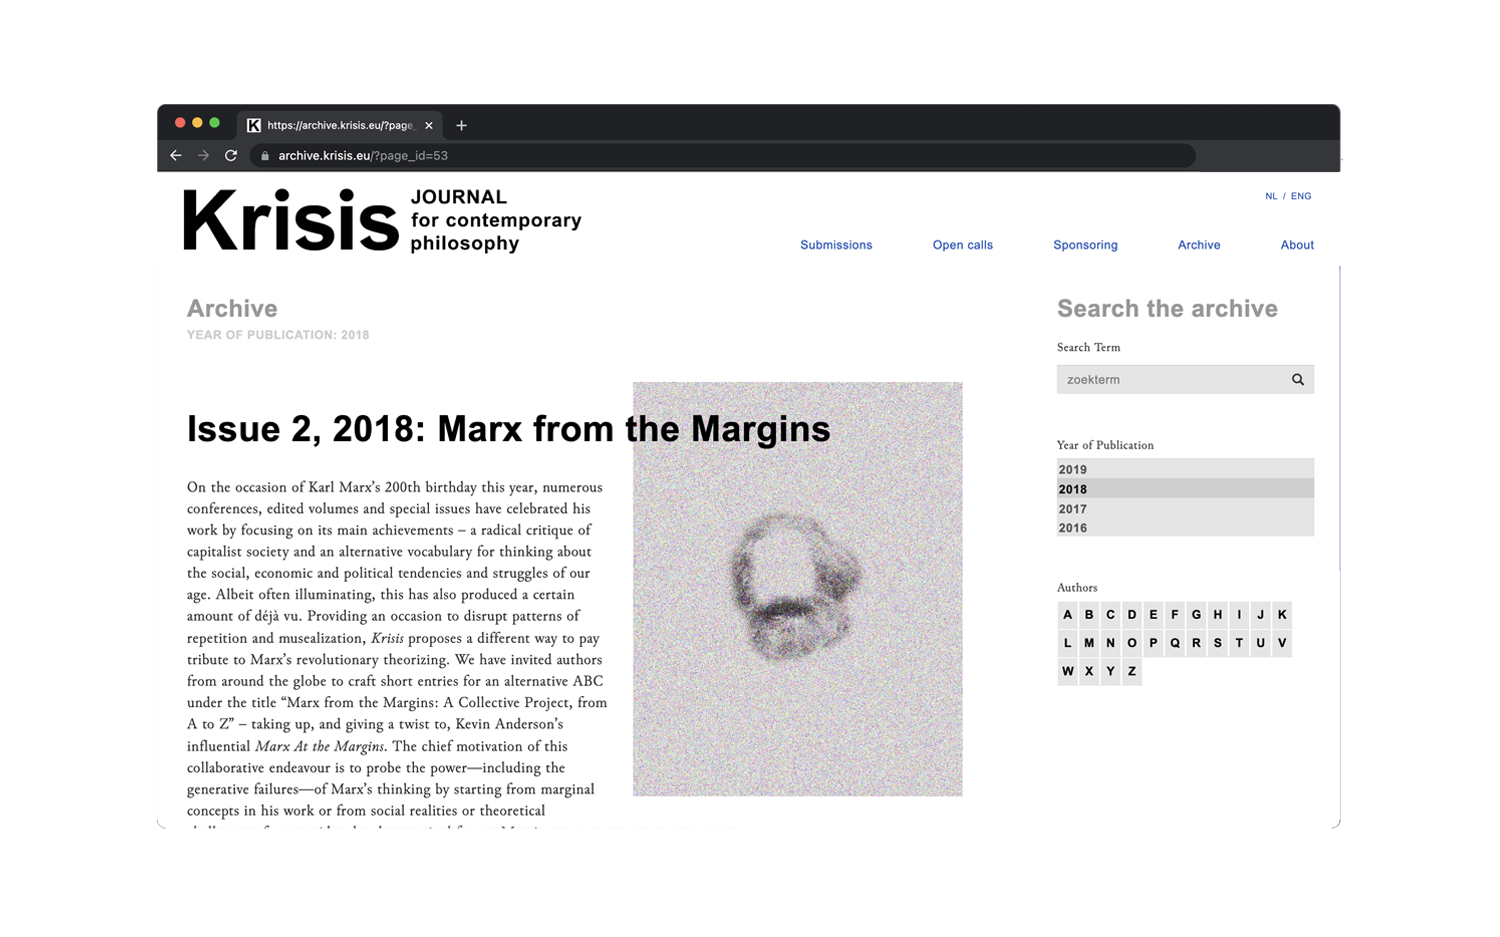 https://archive.krisis.eu/?page_
archive.krisis.eu/?page_id=53
Krisis
JOURNAL
for contemporary
philosophy
NL / ENG
Submissions
Open calls
Sponsoring
Archive
About
Archive
YEAR OF PUBLICATION: 2018
Issue 2, 2018: Marx from the Margins
On the occasion of Karl Marx’s 200th birthday this year, numerous
conferences, edited volumes and special issues have celebrated his
work by focusing on its main achievements – a radical critique of
capitalist society and an alternative vocabulary for thinking about
the social, economic and political tendencies and struggles of our
age. Albeit often illuminating, this has also produced a certain
amount of déjà vu. Providing an occasion to disrupt patterns of
repetition and musealization, Krisis proposes a different way to pay
tribute to Marx’s revolutionary theorizing. We have invited authors
from around the globe to craft short entries for an alternative ABC
under the title “Marx from the Margins: A Collective Project, from
A to Z” – taking up, and giving a twist to, Kevin Anderson’s
influential Marx At the Margins. The chief motivation of this
collaborative endeavour is to probe the power—including the
generative failures—of Marx’s thinking by starting from marginal
concepts in his work or from social realities or theoretical
Search the archive
Search Term
zoekterm
Year of Publication
2019
2018
2017
2016
Authors
A B C D E F G H I J K
L M N O P Q R S T U V
W X Y Z